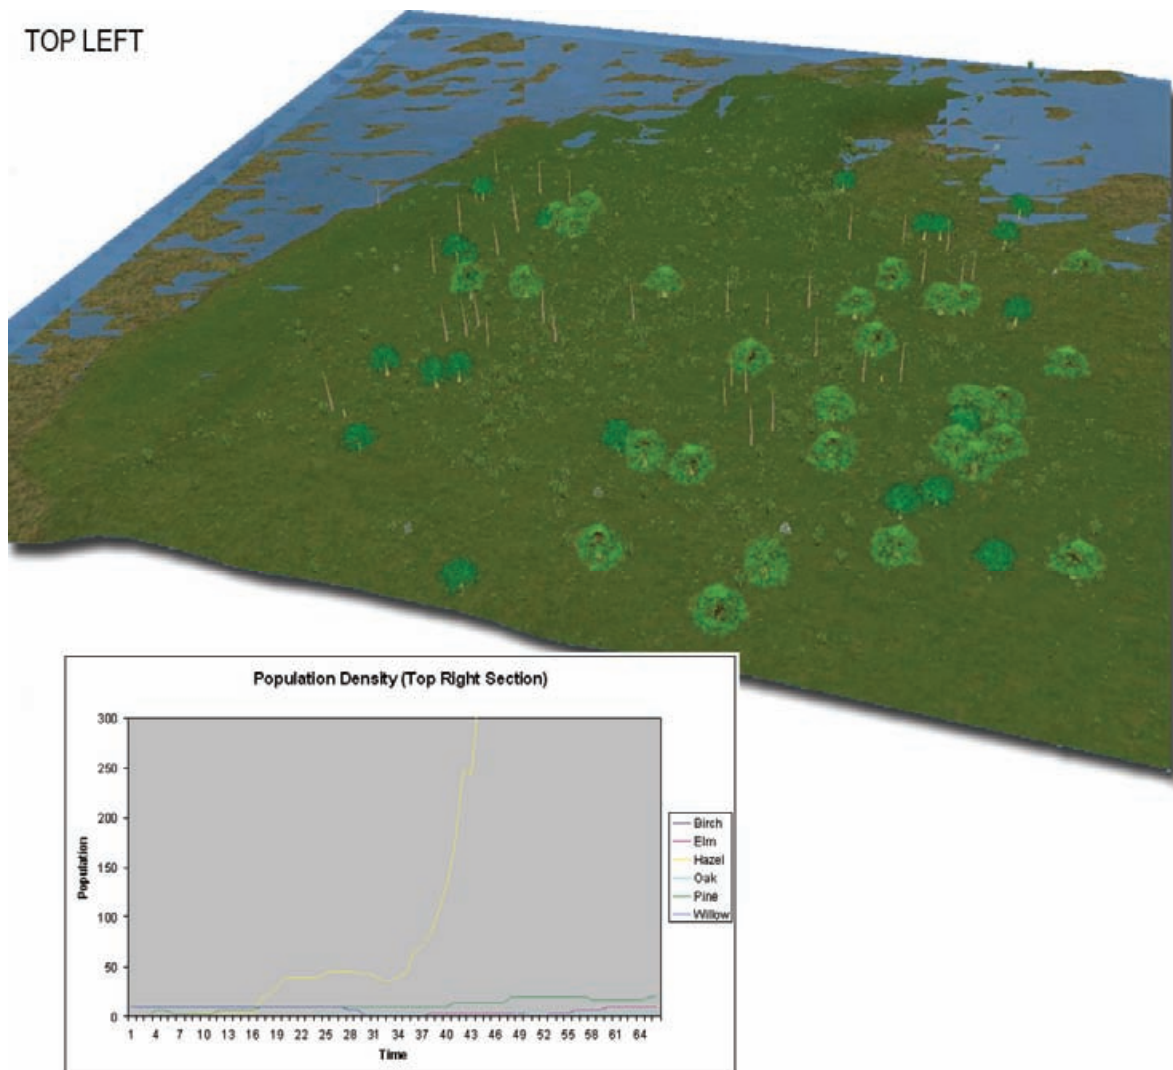 TOP LEFT
Population Density (Top Right Section)
300
250
200
150
100
50
0
Population
1 4 7 10 13 16 19 22 25 28 31 34 37 40 43 46 49 52 55 58 61 64
Time
Birch
Elm
Hazel
Oak
Pine
Willow